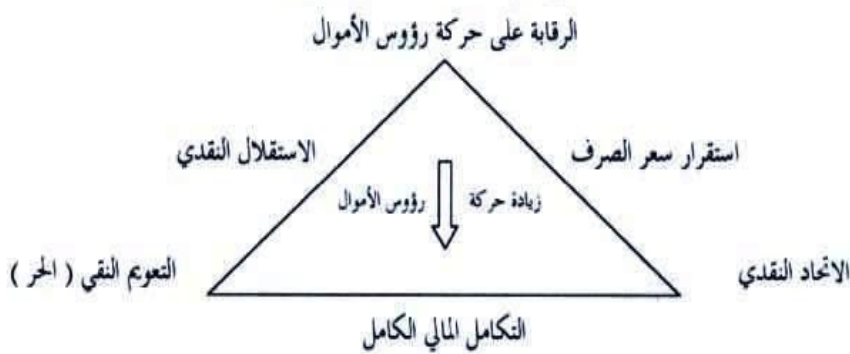 الرقابة على حركة رؤوس الأموال
استقرار سعر الصرف
الاستقلال النقدي
زيادة حركة رؤوس الأموال
الاتحاد النقدي
التعويم النقي ( الحر )
التكامل المالي الكامل